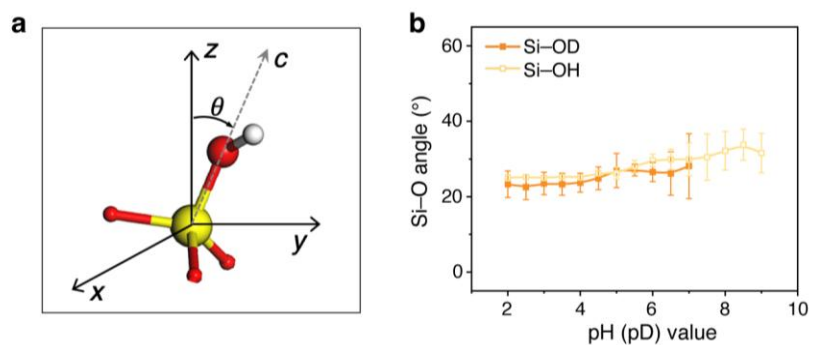 a
z
c
θ
y
x
b
Si–OD
Si–OH
Si–O angle (°)
60
40
20
0
2
4
6
8
10
pH (pD) value